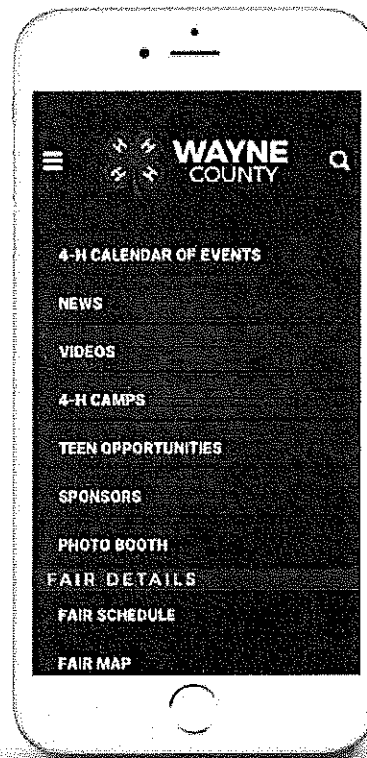 H H
H H
WAYNE
COUNTY
4-H CALENDAR OF EVENTS
NEWS
VIDEOS
4-H CAMPS
TEEN OPPORTUNITIES
SPONSORS
PHOTO BOOTH
FAIR DETAILS
FAIR SCHEDULE
FAIR MAP